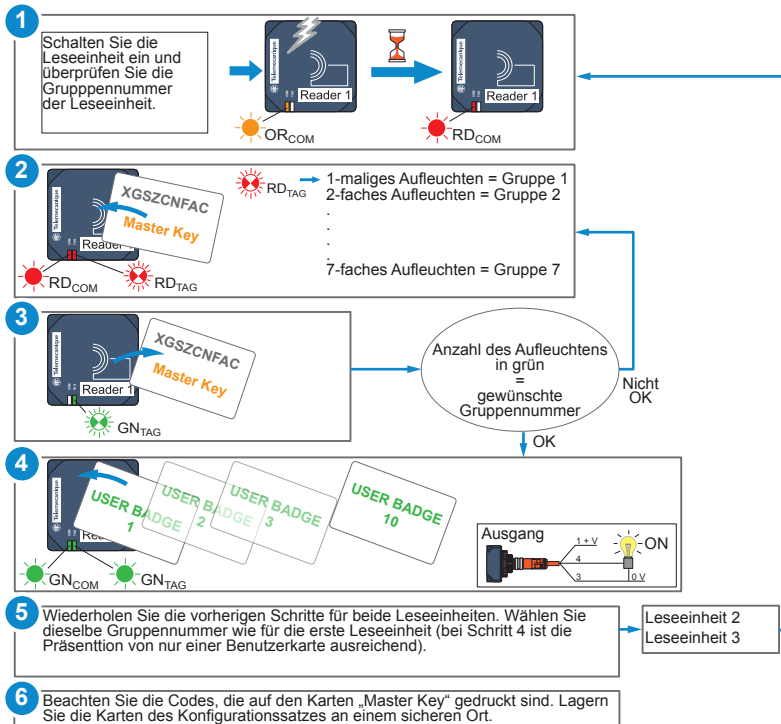 1
Schalten Sie die
Leseeinheit ein und
überprüfen Sie die
Grupppennummer
der Leseeinheit.
Telemecanique
COM
TAG
Reader 1
OR COM
Telemecanique
COM
TAG
Reader 1
RD COM
2
Telemecanique
XGSZCNFAC
Master Key
Reader
RD COM
RD TAG
RD TAG
1-maliges Aufleuchten = Gruppe 1
2-faches Aufleuchten = Gruppe 2
.
.
.
.
7-faches Aufleuchten = Gruppe 7
3
Telemecanique
XGSZCNFAC
Master Key
Reader 1
GN TAG
Anzahl des Aufleuchtens
in grün
=
gewünschte
Gruppennummer
Nicht
OK
OK
4
Telemecanique
USER BADGE
1
USER BADGE
2
USER BADGE
3
USER BADGE
10
GN COM
GN TAG
Ausgang
1 + V
4
3
0 V
ON
5
Wiederholen Sie die vorherigen Schritte für beide Leseeinheiten. Wählen Sie
dieselbe Gruppennummer wie für die erste Leseeinheit (bei Schritt 4 ist die
Präsenttion von nur einer Benutzerkarte ausreichend).
Leseeinheit 2
Leseeinheit 3
6
Beachten Sie die Codes, die auf den Karten „Master Key“ gedruckt sind. Lagern
Sie die Karten des Konfigurationssatzes an einem sicheren Ort.